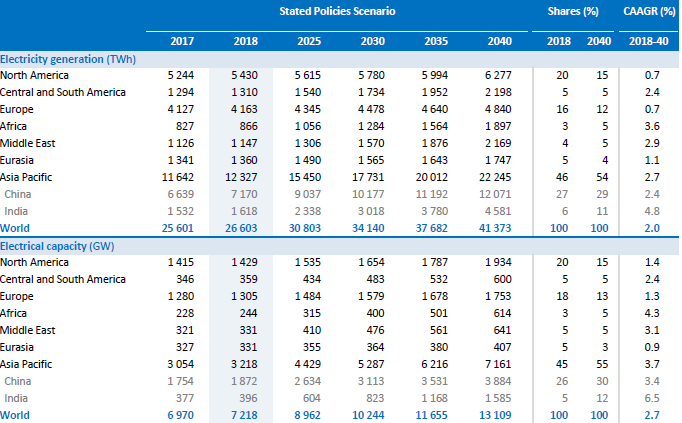 Stated Policies Scenario Shares (%) CAAGR (%)
2017 2018 2025 2030 2035 2040 2018 2040 2018-40
Electricity generation (TWh)
North America 5 244 5 430 5 615 5 780 5 994 6 277 20 15 0.7
Central and South America 1 294 1 310 1 540 1 734 1 952 2 198 5 5 2.4
Europe 4 127 4 163 4 345 4 478 4 640 4 840 16 12 0.7
Africa 827 866 1 056 1 284 1 564 1 897 3 5 3.6
Middle East 1 126 1 147 1 306 1 570 1 876 2 169 4 5 2.9
Eurasia 1 341 1 360 1 490 1 565 1 643 1 747 5 4 1.1
Asia Pacific 11 642 12 327 15 450 17 731 20 012 22 245 46 54 2.7
China 6 639 7 170 9 037 10 177 11 192 12 071 27 29 2.4
India 1 532 1 618 2 338 3 018 3 780 4 581 6 11 4.8
World 25 601 26 603 30 803 34 140 37 682 41 373 100 100 2.0
Electrical capacity (GW)
North America 1 415 1 429 1 535 1 654 1 787 1 934 20 15 1.4
Central and South America 346 359 434 483 532 600 5 5 2.4
Europe 1 280 1 305 1 484 1 579 1 678 1 753 18 13 1.3
Africa 228 244 315 400 501 614 3 5 4.3
Middle East 321 331 410 476 561 641 5 5 3.1
Eurasia 327 331 355 364 380 407 5 3 0.9
Asia Pacific 3 054 3 218 4 429 5 287 6 216 7 161 45 55 3.7
China 1 754 1 872 2 634 3 113 3 531 3 884 26 30 3.4
India 377 396 604 823 1 168 1 585 5 12 6.5
World 6 970 7 218 8 962 10 244 11 655 13 109 100 100 2.7